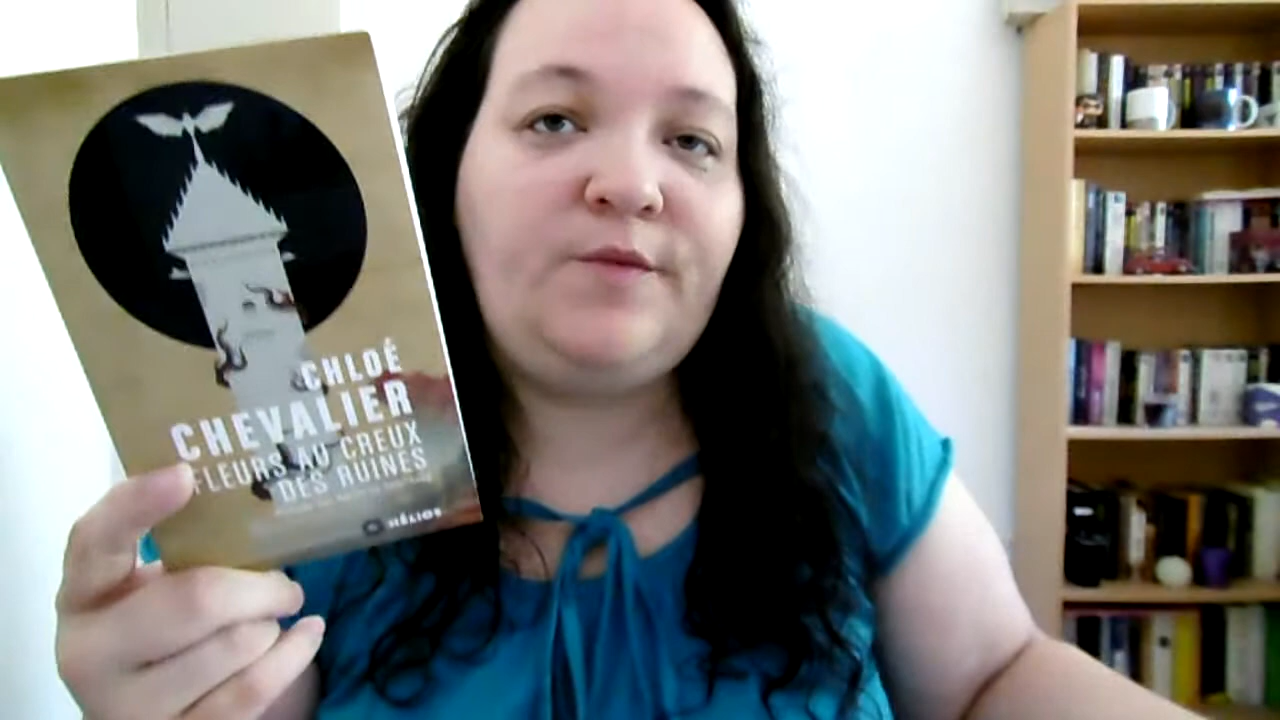 CHLOÉ
CHEVALIER
FLEURS AU CREUX
DES RUINES
HÉLIOS